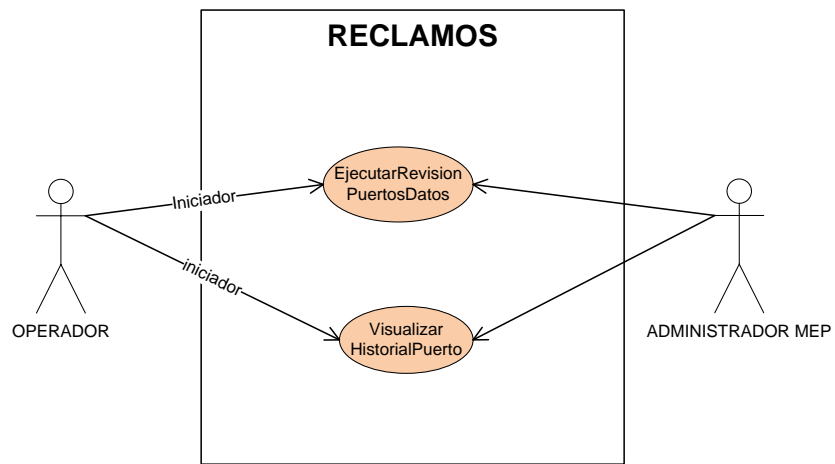 RECLAMOS
EjecutarRevision
PuertosDatos
Iniciador
iniciador
OPERADOR
Visualizar
HistorialPuerto
ADMINISTRADOR MEP